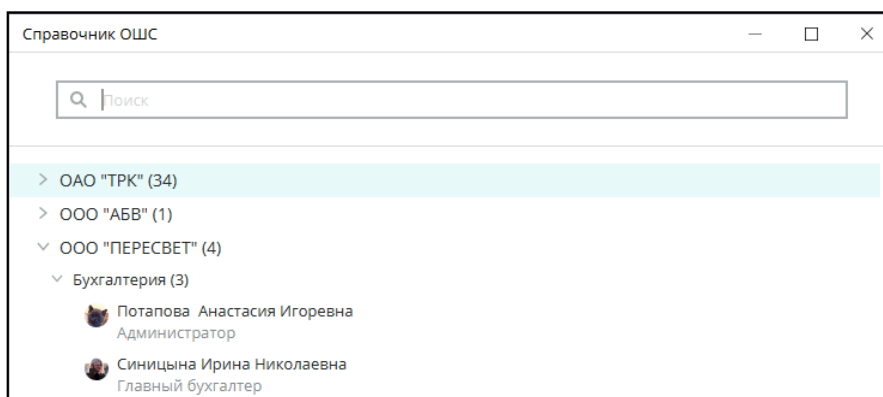 Справочник ОШС
Поиск
ОАО "ТРК" (34)
ООО "АБВ" (1)
ООО "ПЕРЕСВЕТ" (4)
Бухгалтерия (3)
Потапова  Анастасия Игоревна
Администратор
Синицына Ирина Николаевна
Главный бухгалтер